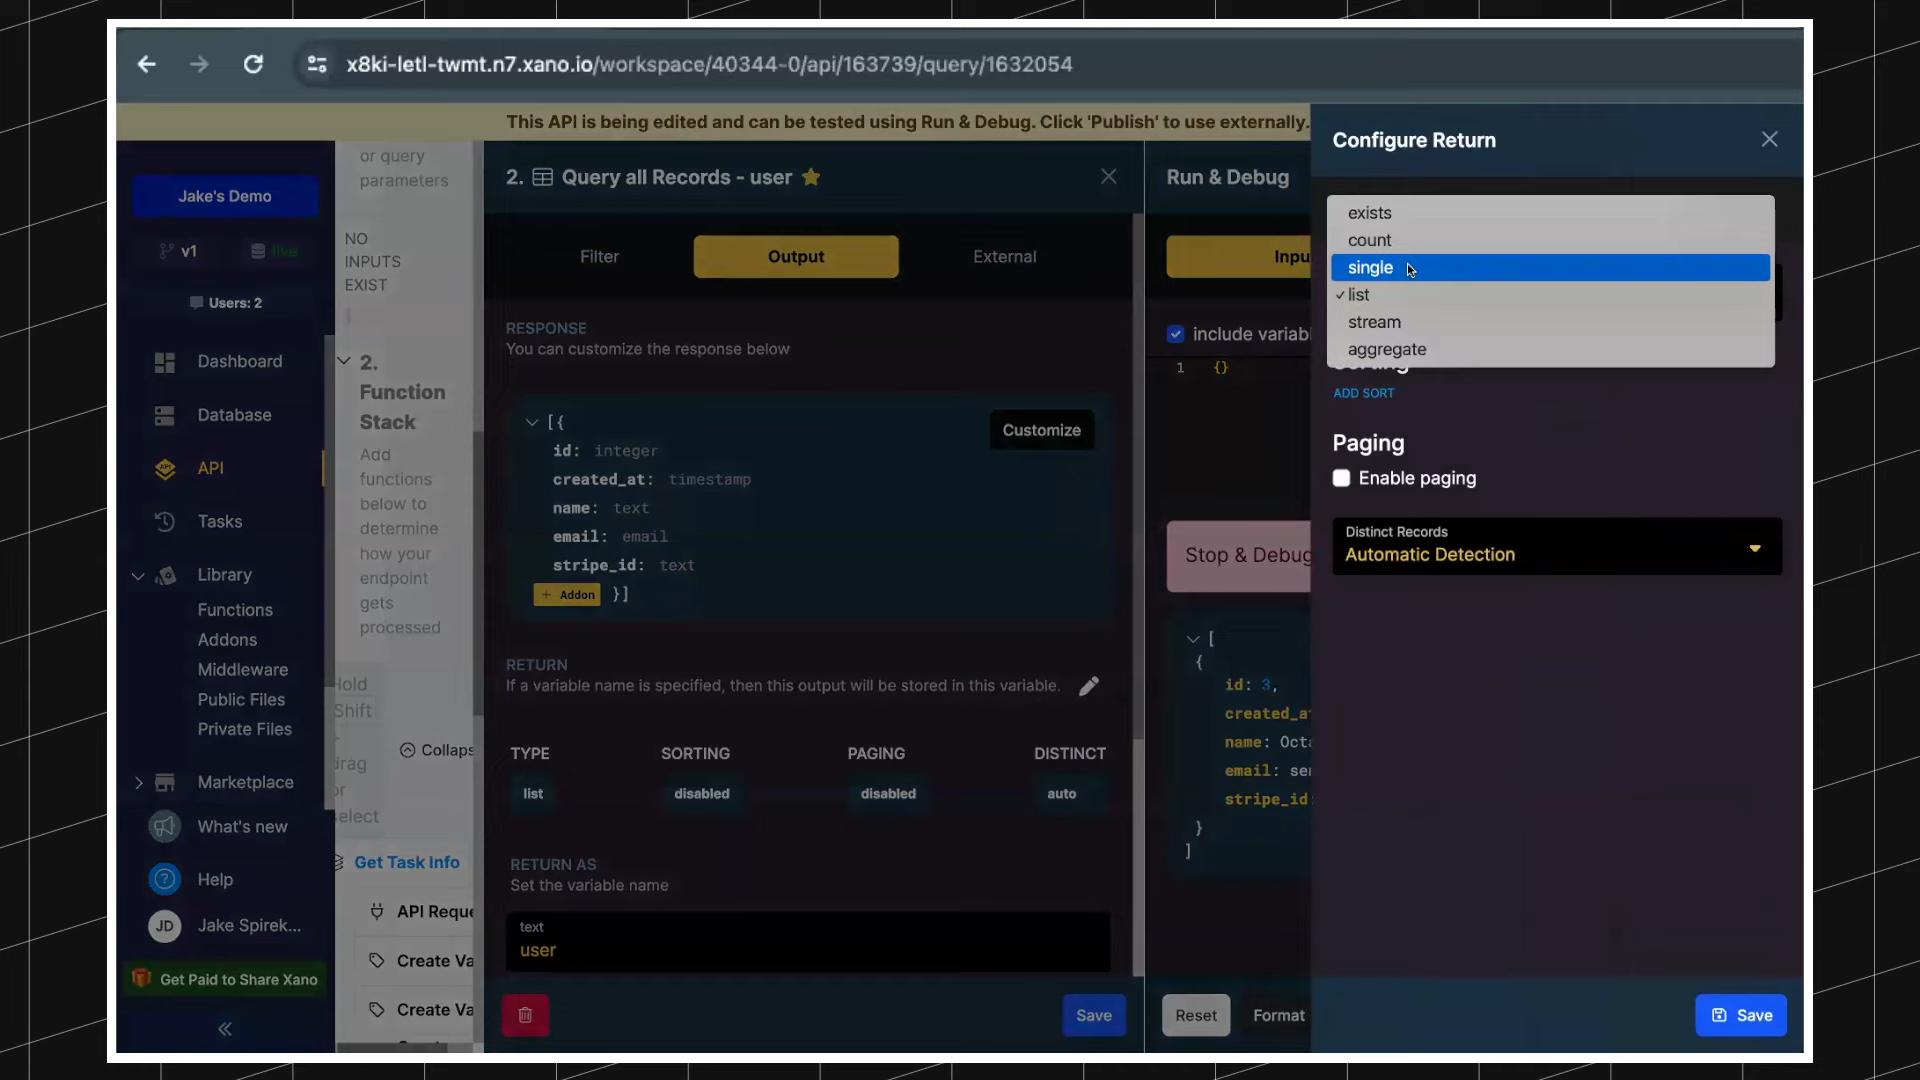 x8ki-letl-twmt.n7.xano.io/workspace/40344-0/api/163739/query/1632054
This API is being edited and can be tested using Run & Debug. Click 'Publish' to use externally.
Jake's Demo
v1
live
Users: 2
Dashboard
Database
API
Tasks
Library
Functions
Addons
Middleware
Public Files
Private Files
Marketplace
What's new
Help
JD
Jake Spirek...
Get Paid to Share Xano
or query
parameters
NO
INPUTS
EXIST
2.
Function
Stack
Add
functions
below to
determine
how your
endpoint
gets
processed
Hold
Shift
drag
or
select
Collaps
Get Task Info
API Reque
Create Va
Create Va
2. Query all Records - user
Filter
Output
External
RESPONSE
You can customize the response below
[{
Customize
id: integer
created_at: timestamp
name: text
email: email
stripe_id: text
+ Addon }]
RETURN
If a variable name is specified, then this output will be stored in this variable.
TYPE SORTING PAGING DISTINCT
list disabled disabled auto
RETURN AS
Set the variable name
text
user
Save
Run & Debug
Inpu
include variabl
1 {}
Stop & Debug
[
{
id: 3,
created_at
name: Octa
email: ser
stripe_id:
}
]
Reset
Format
Configure Return
exists
count
single
✓ list
stream
aggregate
Sorting
ADD SORT
Paging
Enable paging
Distinct Records
Automatic Detection
Save